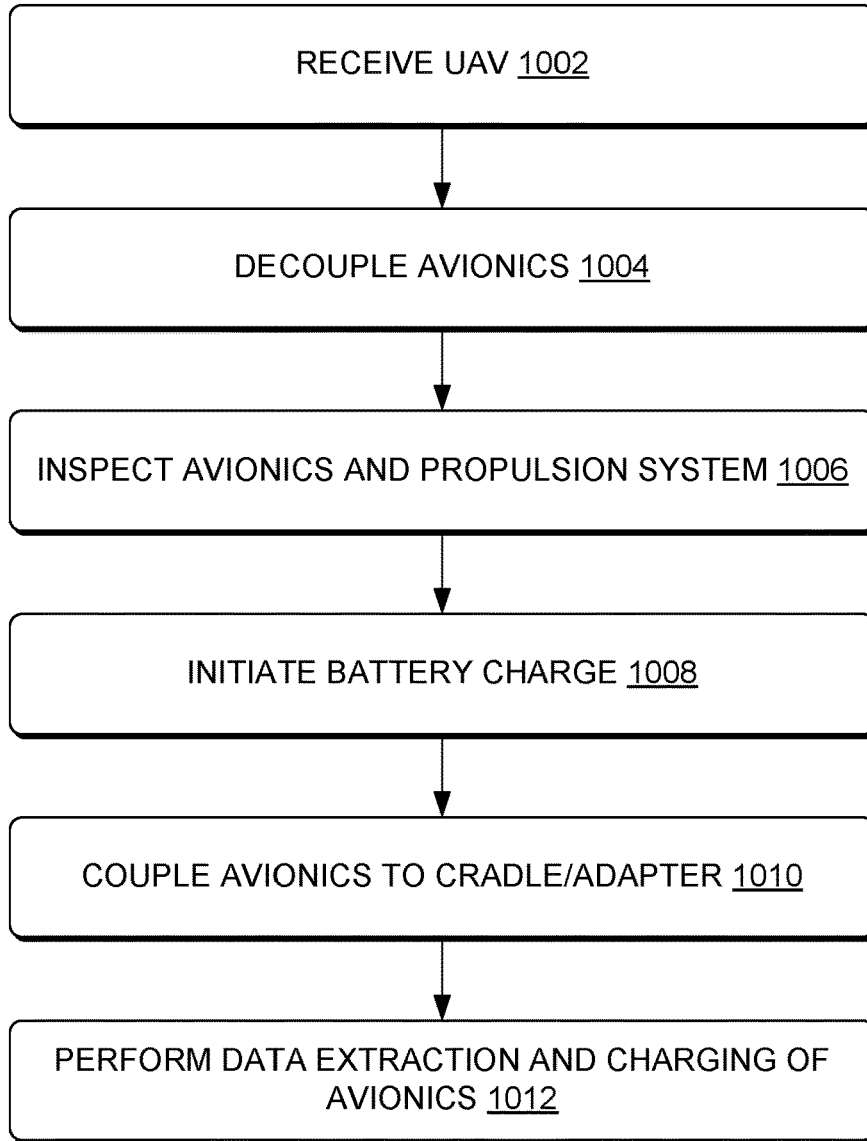 RECEIVE UAV 1002
DECOUPLE AVIONICS 1004
INSPECT AVIONICS AND PROPULSION SYSTEM 1006
INITIATE BATTERY CHARGE 1008
COUPLE AVIONICS TO CRADLE/ADAPTER 1010
PERFORM DATA EXTRACTION AND CHARGING OF
AVIONICS 1012